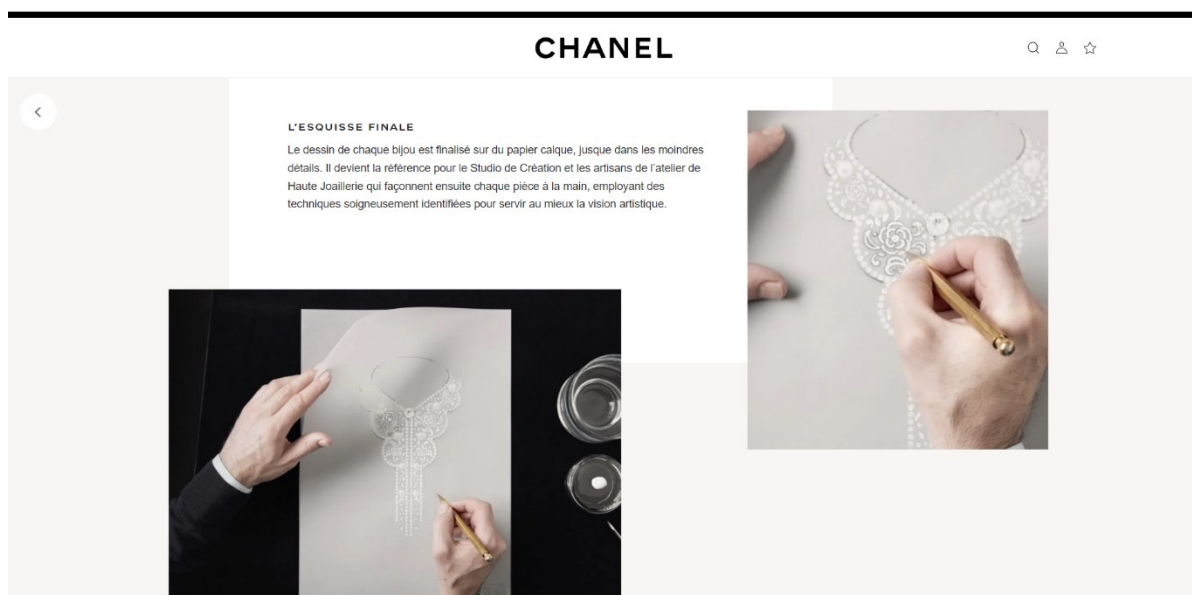 CHANEL
L'ESQUISSE FINALE
Le dessin de chaque bijou est finalisé sur du papier calque, jusque dans les moindres
détails. Il devient la référence pour le Studio de Création et les artisans de l'atelier de
Haute Joaillerie qui façonnent ensuite chaque pièce à la main, employant des
techniques soigneusement identifiées pour servir au mieux la vision artistique.